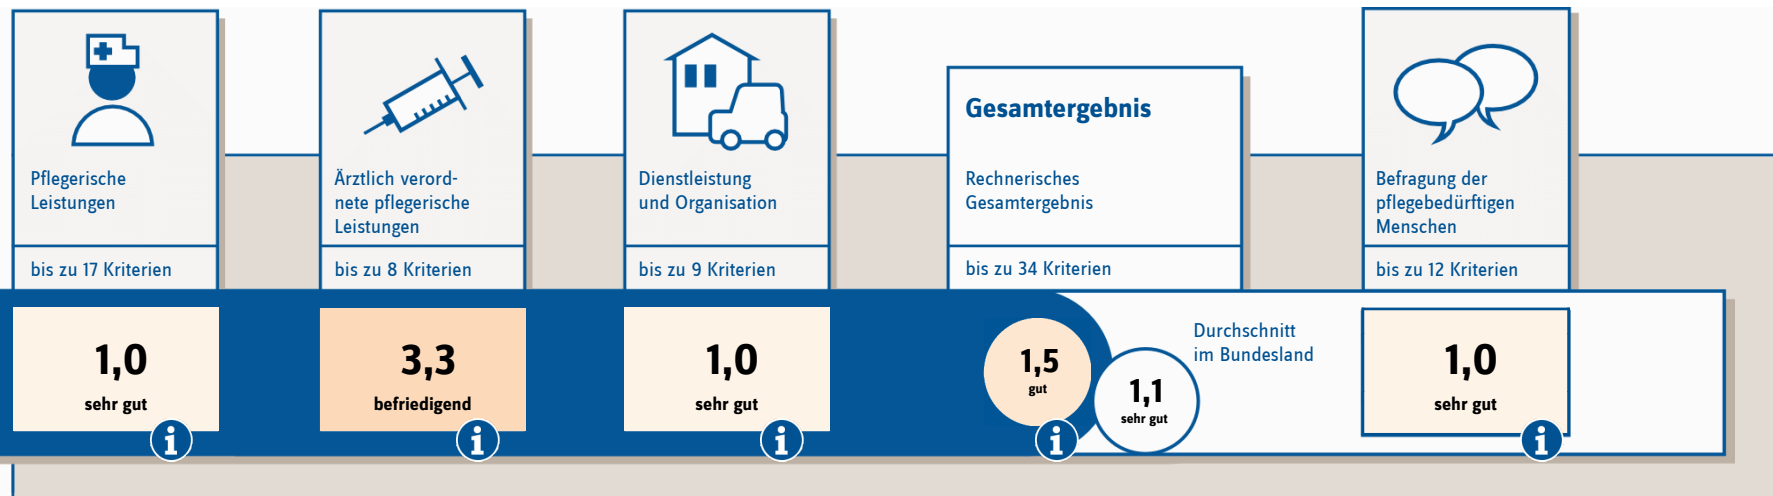 Pflegerische
Leistungen
bis zu 17 Kriterien
1,0
sehr gut
i
Ärztlich verord-
nete pflegerische
Leistungen
bis zu 8 Kriterien
3,3
befriedigend
i
Dienstleistung
und Organisation
bis zu 9 Kriterien
1,0
sehr gut
i
Gesamtergebnis
Rechnerisches
Gesamtergebnis
bis zu 34 Kriterien
1,5
gut
i
Durchschnitt
im Bundesland
1,1
sehr gut
Befragung der
pflegebedürftigen
Menschen
bis zu 12 Kriterien
1,0
sehr gut
i